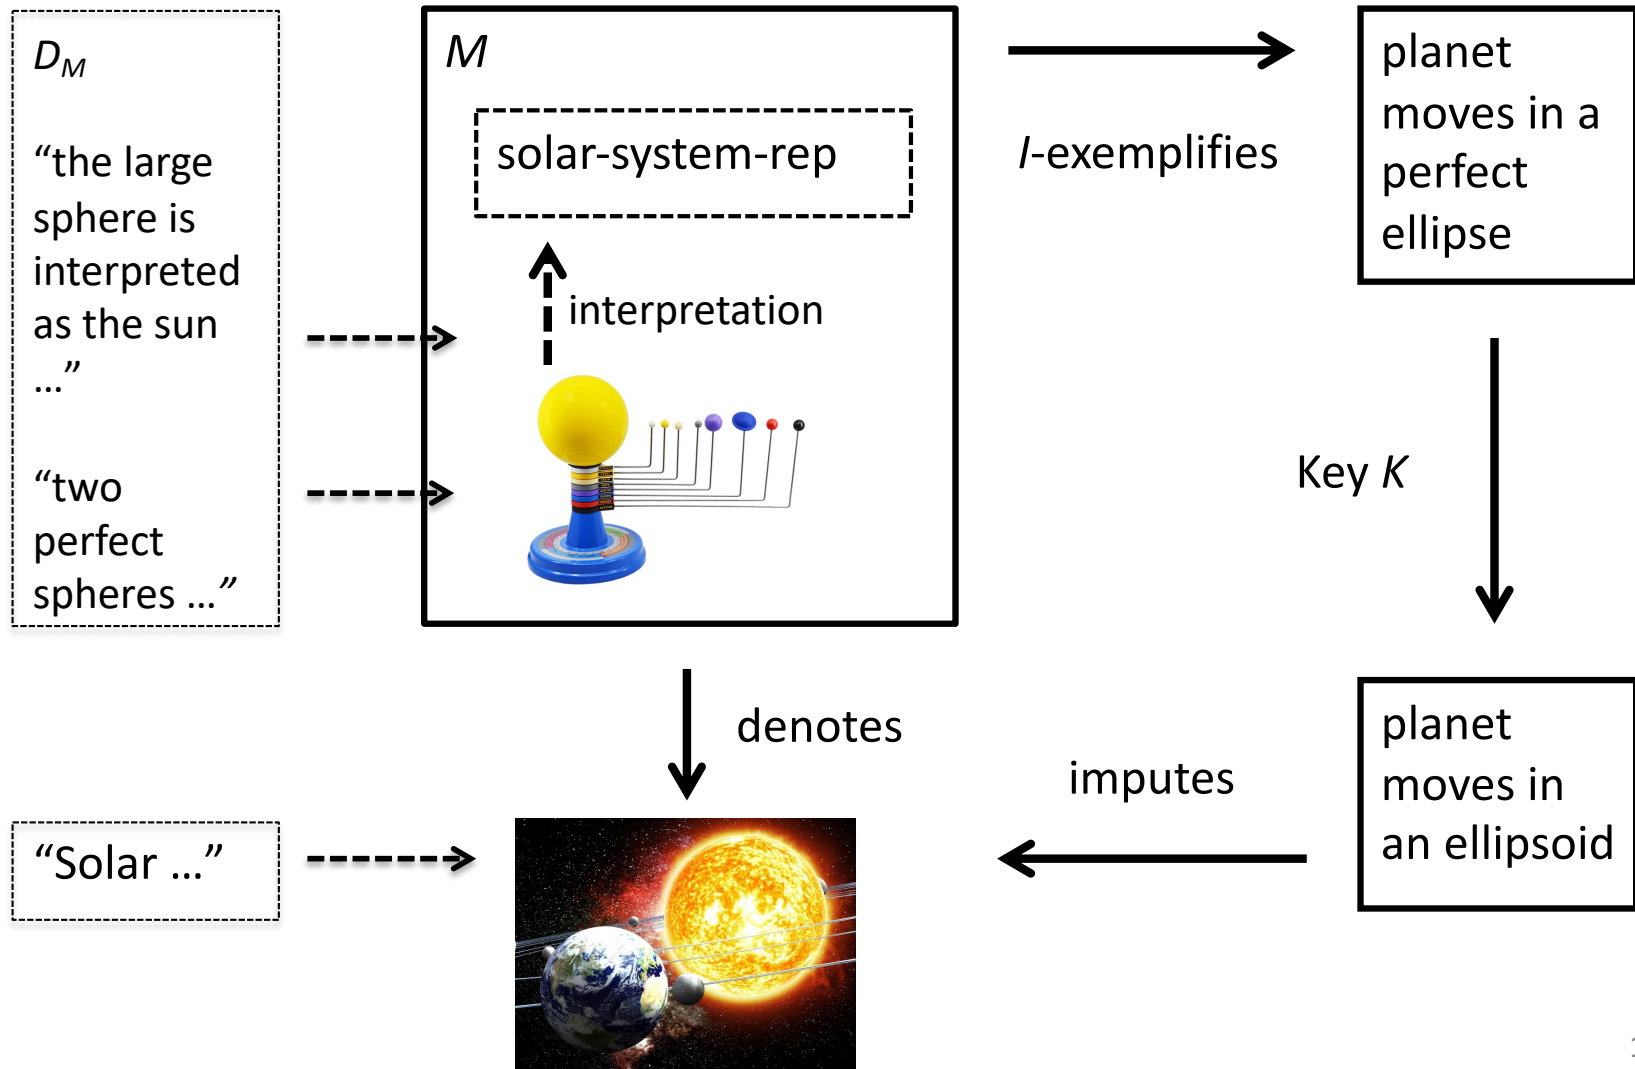 D_M
“the large
sphere is
interpreted
as the sun
…”
“two
perfect
spheres …”
M
solar-system-rep
interpretation
I-exemplifies
planet
moves in a
perfect
ellipse
Key K
denotes
imputes
planet
moves in
an ellipsoid
“Solar …”